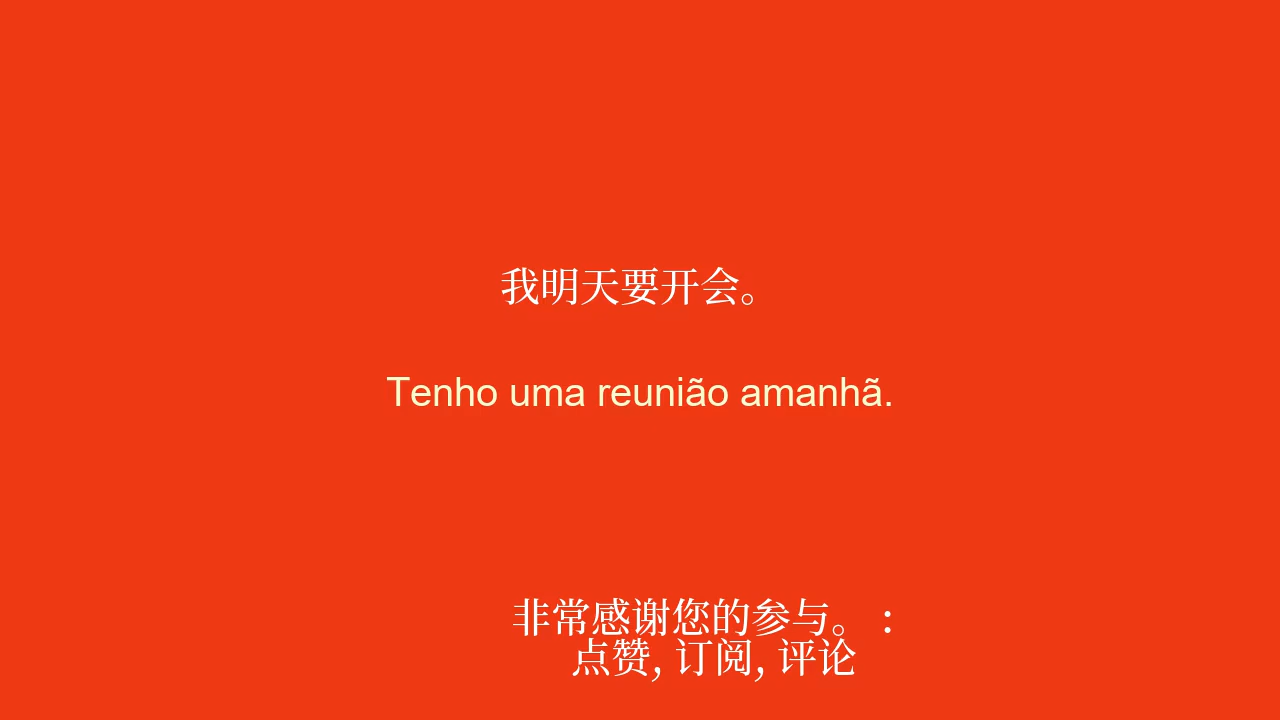 我明天要开会。
Tenho uma reunião amanhã.
非常感谢您的参与。 :
点赞, 订阅, 评论